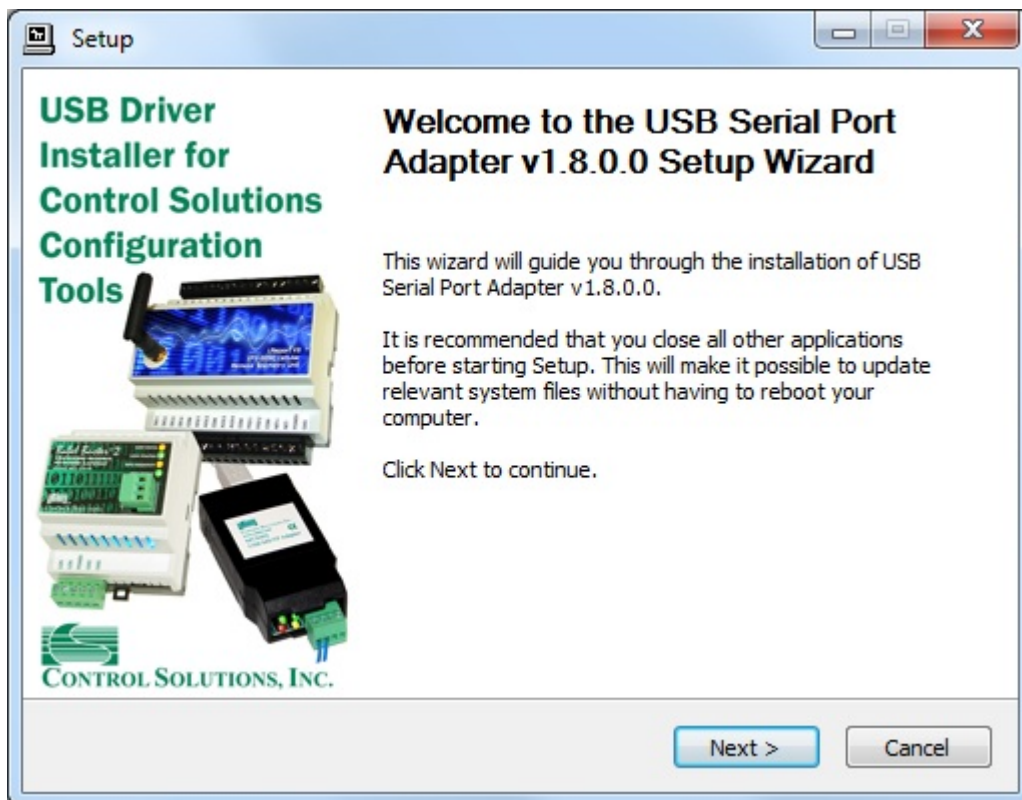 Setup
USB Driver
Installer for
Control Solutions
Configuration
Tools
CONTROL SOLUTIONS, INC.
Welcome to the USB Serial Port
Adapter v1.8.0.0 Setup Wizard
This wizard will guide you through the installation of USB
Serial Port Adapter v1.8.0.0.
It is recommended that you close all other applications
before starting Setup. This will make it possible to update
relevant system files without having to reboot your
computer.
Click Next to continue.
Next >
Cancel